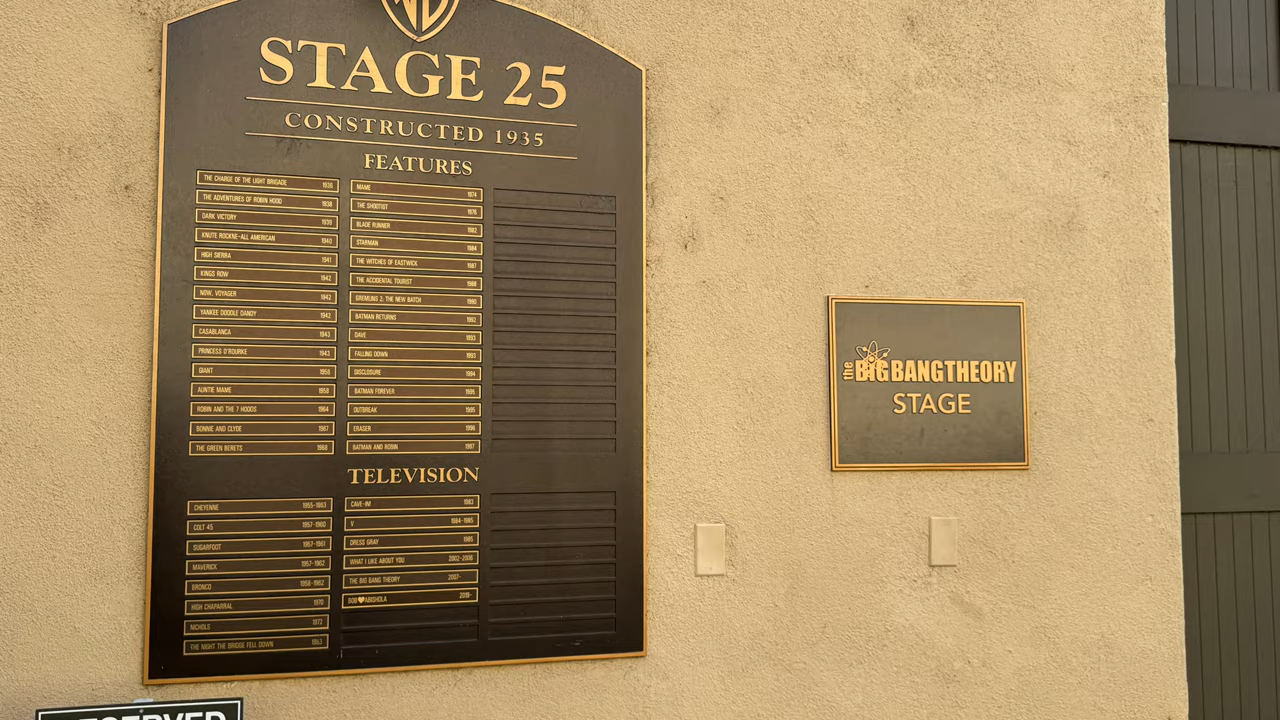 WB
STAGE 25
CONSTRUCTED 1935
FEATURES
THE CHARGE OF THE LIGHT BRIGADE 1936
THE ADVENTURES OF ROBIN HOOD 1938
DARK VICTORY 1939
KNUTE ROCKNE-ALL AMERICAN 1940
HIGH SIERRA 1941
KINGS ROW 1942
NOW, VOYAGER 1942
YANKEE DOODLE DANDY 1942
CASABLANCA 1943
PRINCESS O'ROURKE 1943
GIANT 1956
AUNTIE MAME 1958
ROBIN AND THE 7 HOODS 1964
BONNIE AND CLYDE 1967
THE GREEN BERETS 1968
MAME 1974
THE SHOOTIST 1976
BLADE RUNNER 1982
STARMAN 1984
THE WITCHES OF EASTWICK 1987
THE ACCIDENTAL TOURIST 1988
GREMLINS 2: THE NEW BATCH 1990
BATMAN RETURNS 1992
DAVE 1993
FALLING DOWN 1993
DISCLOSURE 1994
BATMAN FOREVER 1995
OUTBREAK 1995
ERASER 1996
BATMAN AND ROBIN 1997
TELEVISION
CHEYENNE 1955-1963
COLT 45 1957-1960
SUGARFOOT 1957-1961
MAVERICK 1957-1962
BRONCO 1958-1962
HIGH CHAPARRAL 1970
NICHOLS 1972
THE NIGHT THE BRIDGE FELL DOWN 1983
CAVE-IN! 1983
V 1984-1985
DRESS GRAY 1985
WHAT I LIKE ABOUT YOU 2002-2006
THE BIG BANG THEORY 2007-
BOB♥ABISHOLA 2019-
the BIG BANG THEORY
STAGE
RESERVED